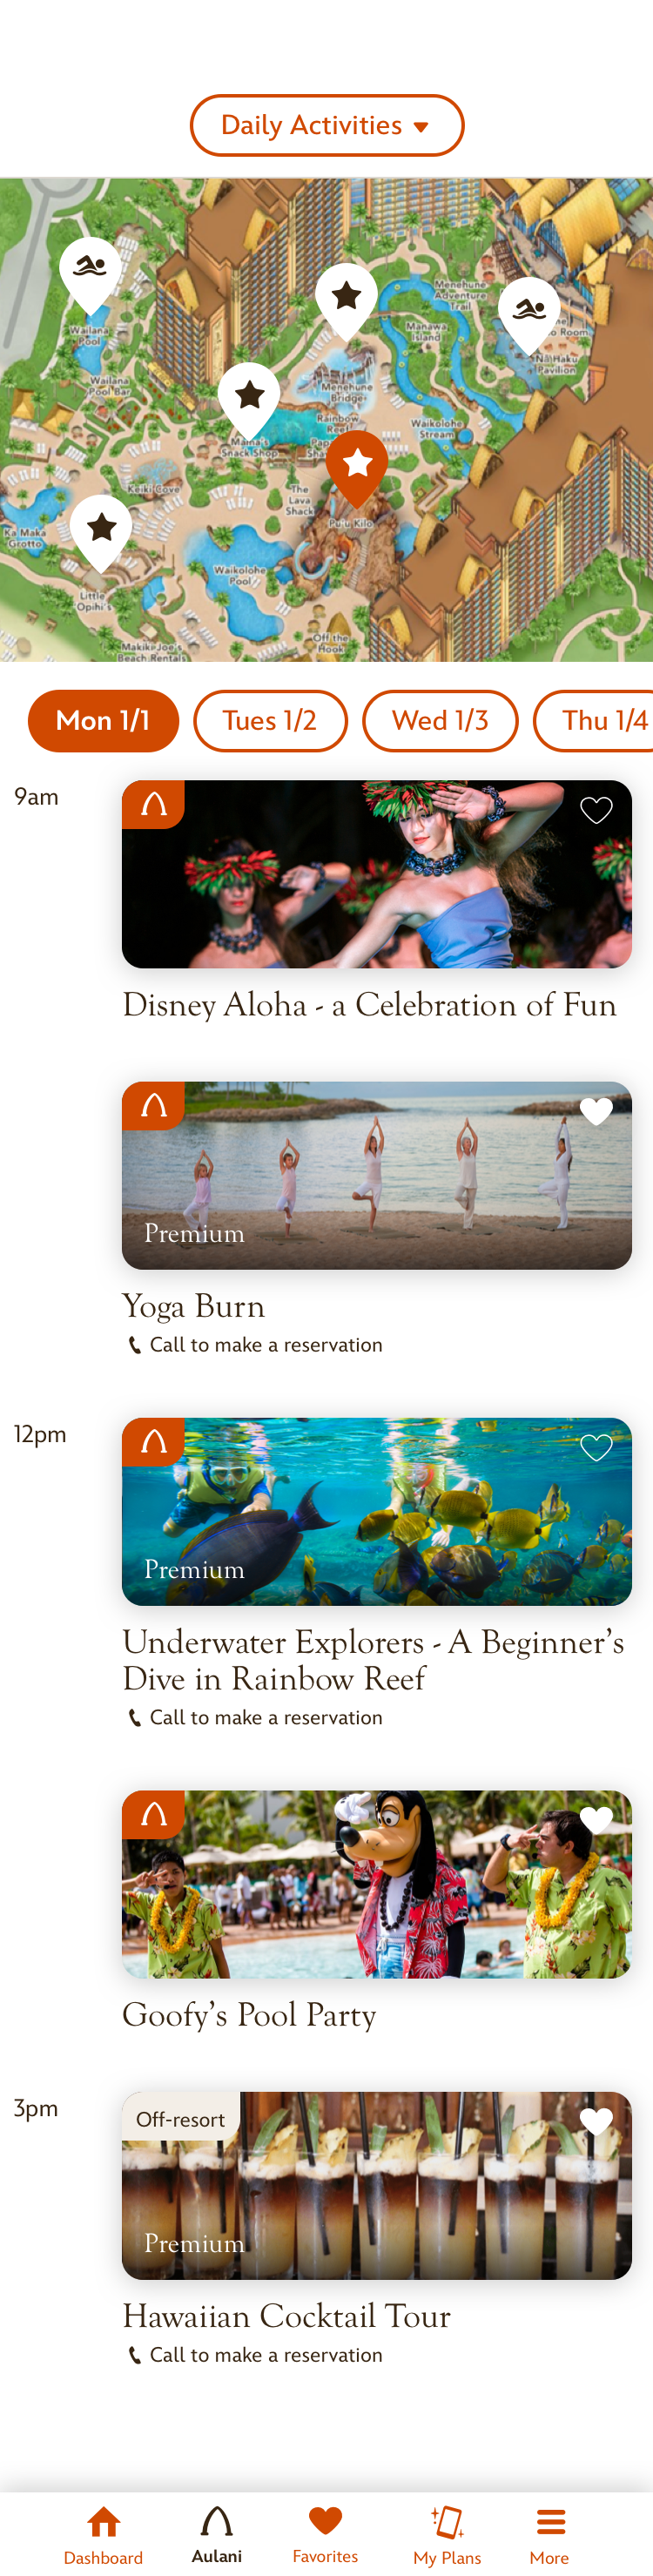 Daily Activities
Wailana
Pool
Menehune
Adventure
Trail
Manawa
Island
Room
Nā Haku
Pavilion
Wailana
Pool Bar
Menehune
Bridge
Rainbow
Reef
Waikolohe
Stream
Mama's
Snack Shop
Keiki Cove
The
Lava
Shack
Pu'u Kilo
Ka Maka
Grotto
Waikolohe
Pool
Little
'Opihi's
Off the
Hook
Makiki Joe's
Beach Rentals
Mon 1/1
Tues 1/2
Wed 1/3
Thu 1/4
9am
Disney Aloha - a Celebration of Fun
Premium
Yoga Burn
Call to make a reservation
12pm
Premium
Underwater Explorers - A Beginner's
Dive in Rainbow Reef
Call to make a reservation
Goofy's Pool Party
3pm
Off-resort
Premium
Hawaiian Cocktail Tour
Call to make a reservation
Dashboard
Aulani
Favorites
My Plans
More